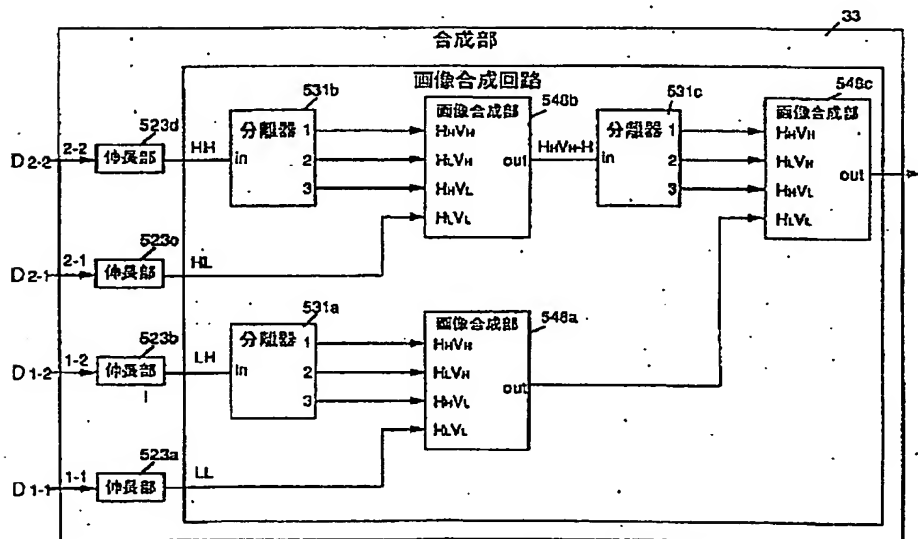 33
合成部
画像合成回路
531b
分離器
in
1
2
3
画像合成部
548b
HHVH
HLVH
HHVL
HLVL
out
HHVH-H
531c
分離器
in
1
2
3
548c
画像合成部
HHVH
HLVH
HHVL
HLVL
out
523d
D2-2
2-2
伸長部
HH
523c
D2-1
2-1
伸長部
HL
531a
分離器
in
1
2
3
画像合成部
548a
HHVH
HLVH
HHVL
HLVL
out
523b
D1-2
1-2
伸長部
LH
523a
D1-1
1-1
伸長部
LL